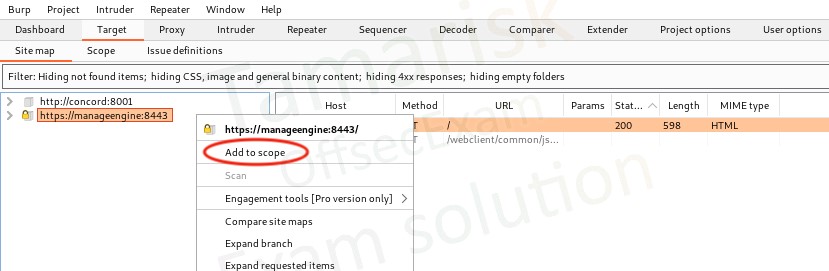 Burp Project Intruder Repeater Window Help
Dashboard Target Proxy Intruder Repeater Sequencer Decoder Comparer Extender Project options User options
Site map Scope Issue definitions
Filter: Hiding not found items; hiding CSS, image and general binary content; hiding 4xx responses; hiding empty folders
http://concord:8001
https://manageengine:8443
Host Method URL Params Stat... Length MIME type
T / 200 598 HTML
T /webclient/common/js...
https://manageengine:8443/
Add to scope
Scan
Engagement tools [Pro version only]
Compare site maps
Expand branch
Expand requested items
Tamarisk
OffsecExam
Exam solution